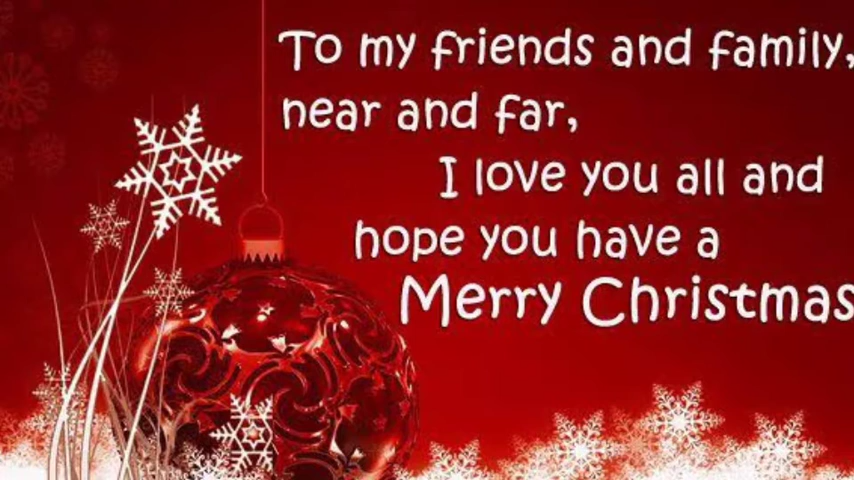 To my friends and family,
near and far,
I love you all and
hope you have a
Merry Christmas